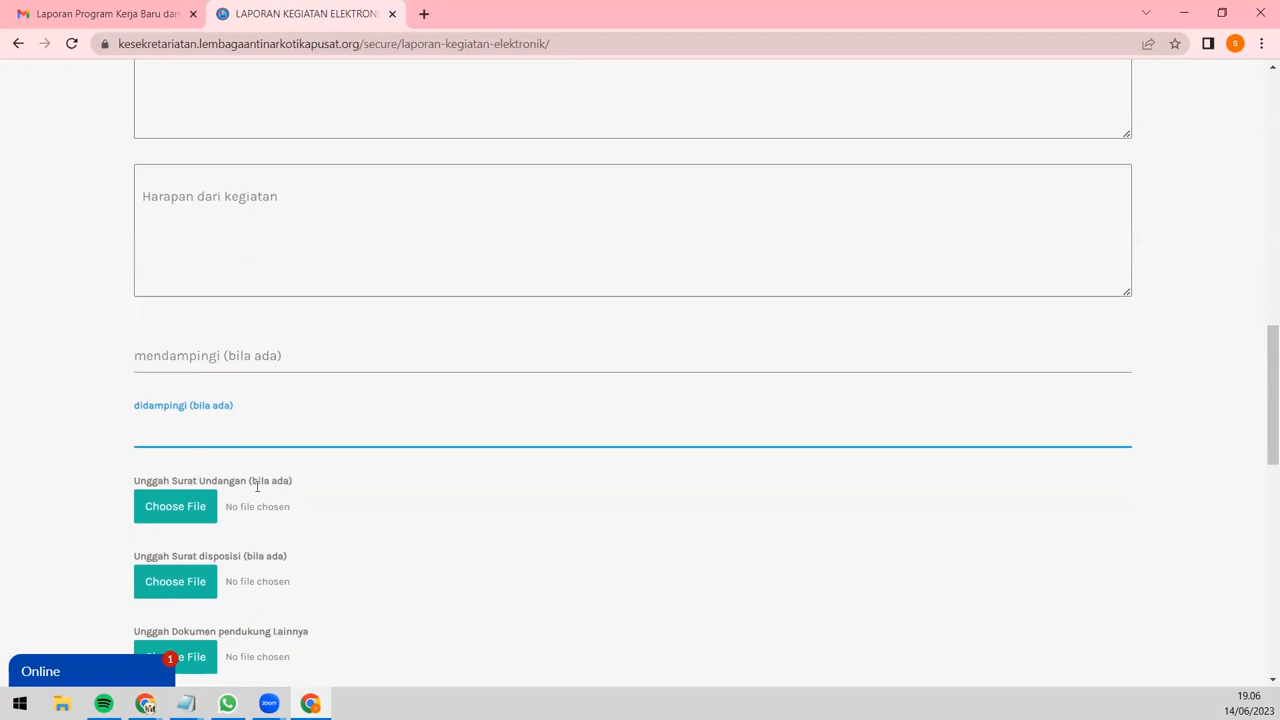 Laporan Program Kerja Baru dari
LAPORAN KEGIATAN ELEKTRONI
kesekretariatan.lembagaantinarkotikapusat.org/secure/laporan-kegiatan-elektronik/
S
Harapan dari kegiatan
mendampingi (bila ada)
didampingi (bila ada)
Unggah Surat Undangan (bila ada)
Choose File No file chosen
Unggah Surat disposisi (bila ada)
Choose File No file chosen
Unggah Dokumen pendukung Lainnya
e File No file chosen
Online 1
zoom
19.06
14/06/2023